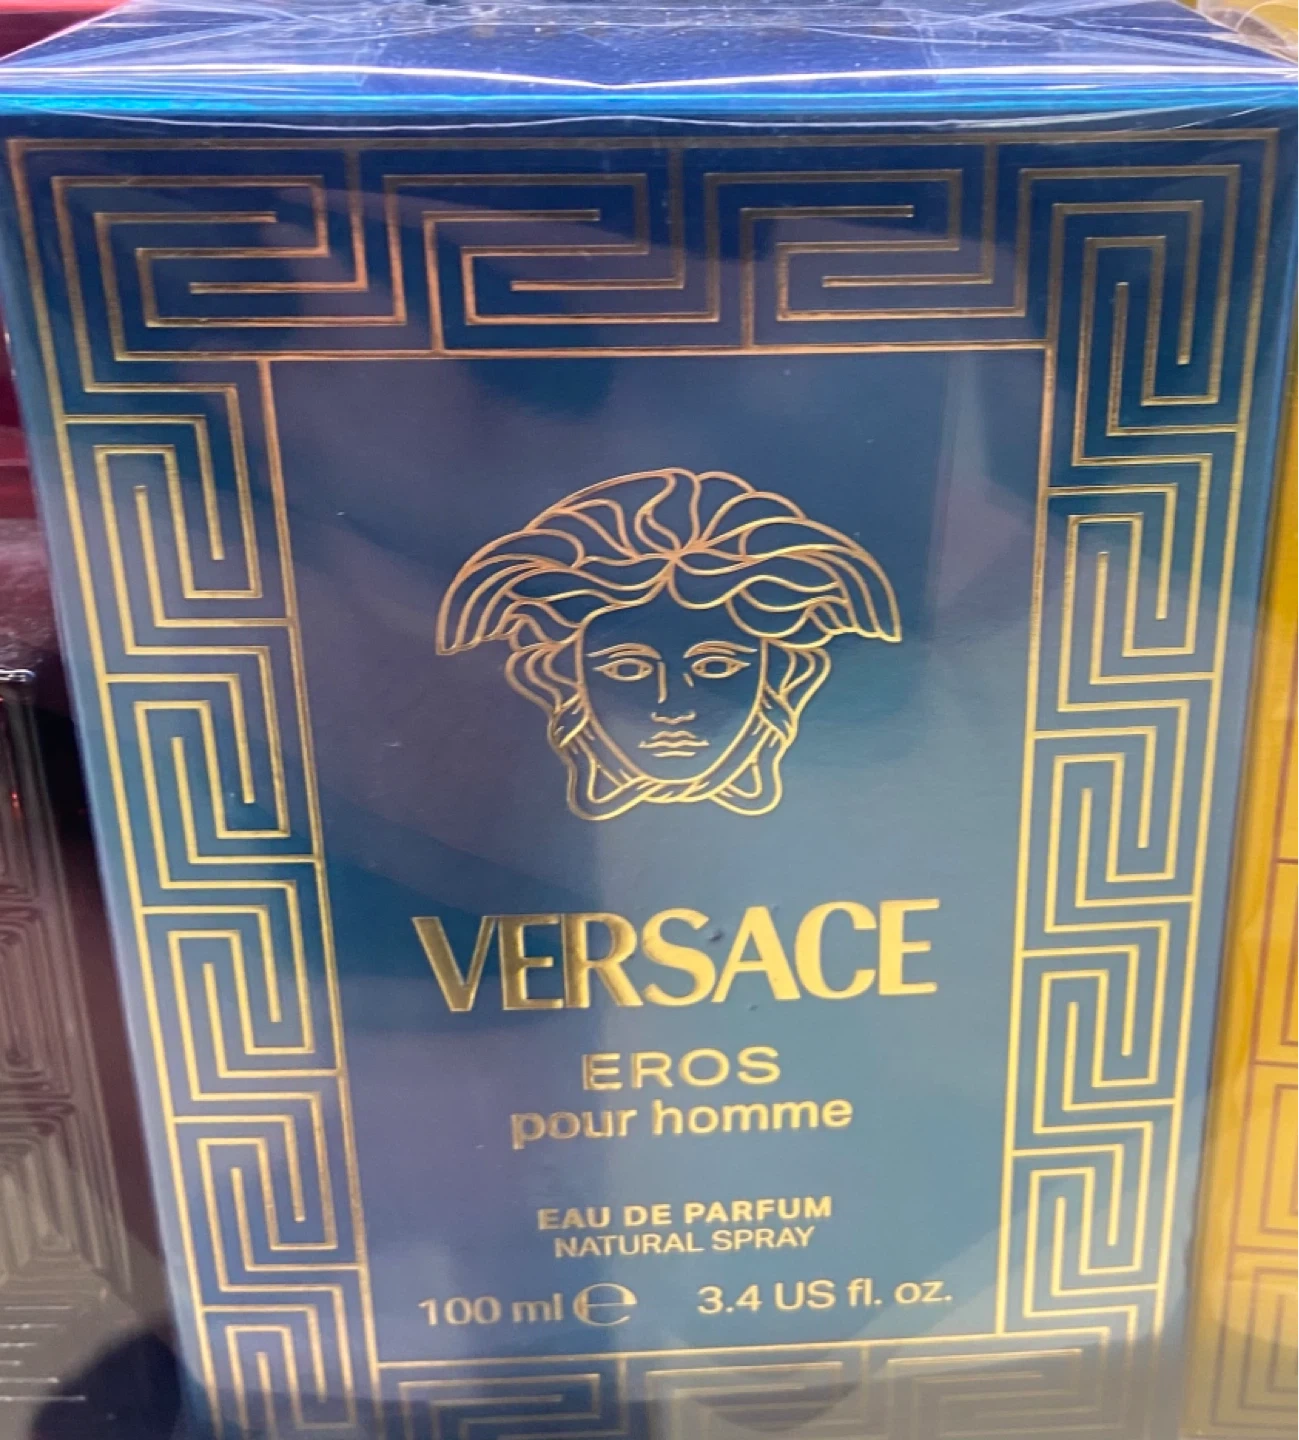 VERSACE
EROS
pour homme
EAU DE PARFUM
NATURAL SPRAY
100 ml ℮ 3.4 US fl. oz.